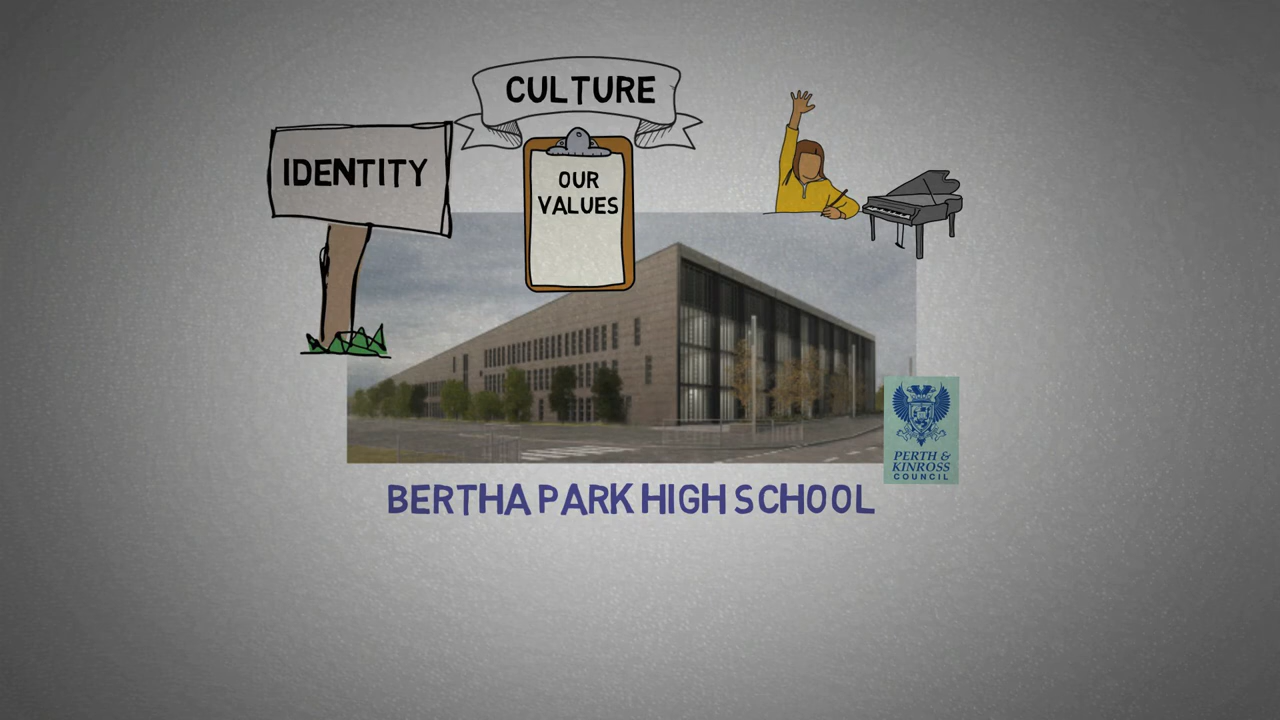 CULTURE
IDENTITY
OUR
VALUES
PERTH &
KINROSS
COUNCIL
BERTHA PARK HIGH SCHOOL